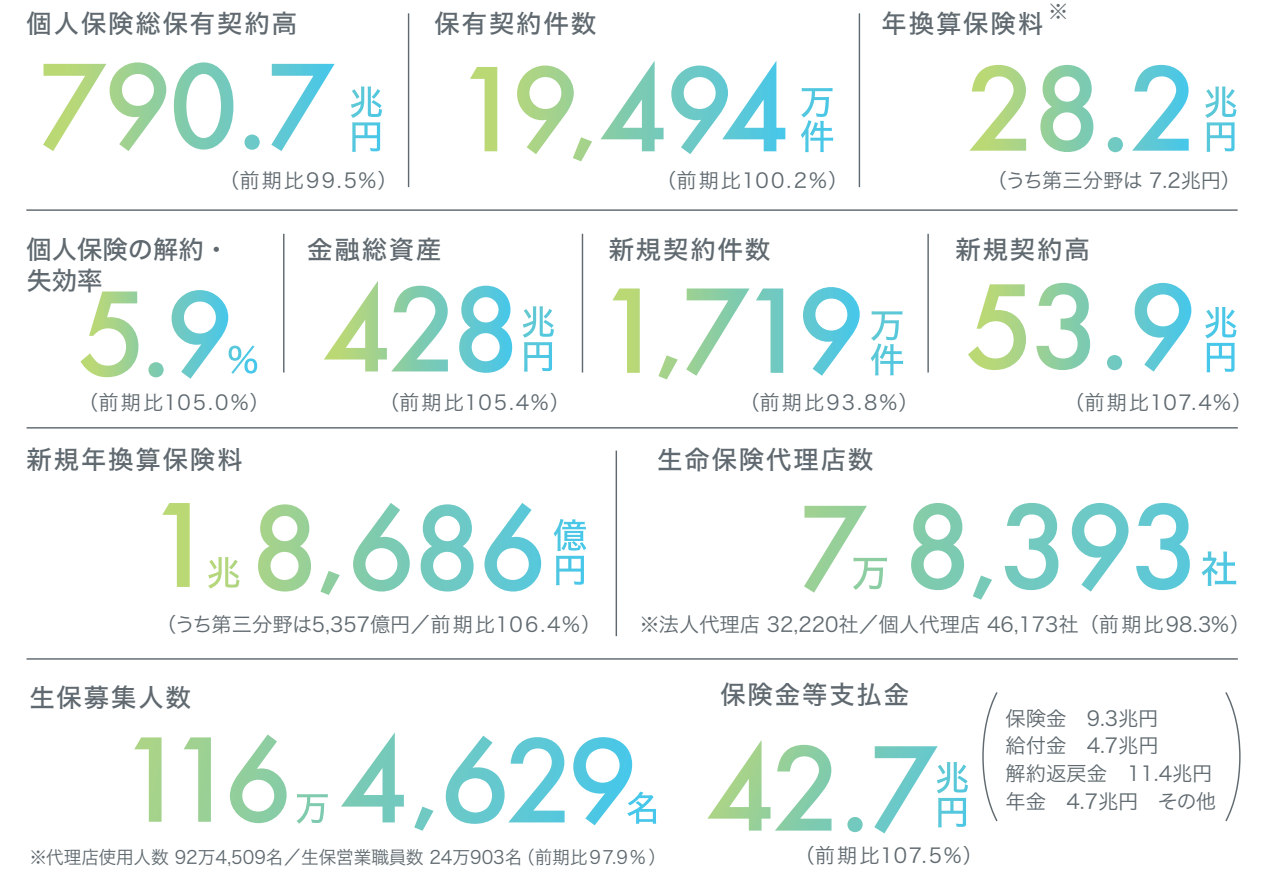 個人保険総保有契約高
790.7兆円
（前期比99.5%）
保有契約件数
19,494万件
（前期比100.2%）
年換算保険料※
28.2兆円
（うち第三分野は 7.2兆円）
個人保険の解約・
失効率
5.9%
（前期比105.0%）
金融総資産
428兆円
（前期比105.4%）
新規契約件数
1,719万件
（前期比93.8%）
新規契約高
53.9兆円
（前期比107.4%）
新規年換算保険料
1兆8,686億円
（うち第三分野は5,357億円／前期比106.4%）
生命保険代理店数
7万8,393社
※法人代理店 32,220社／個人代理店 46,173社（前期比98.3%）
生保募集人数
116万4,629名
※代理店使用人数 92万4,509名／生保営業職員数 24万903名（前期比97.9%）
保険金等支払金
42.7兆円
（前期比107.5%）
保険金　9.3兆円
給付金　4.7兆円
解約返戻金　11.4兆円
年金　4.7兆円　その他